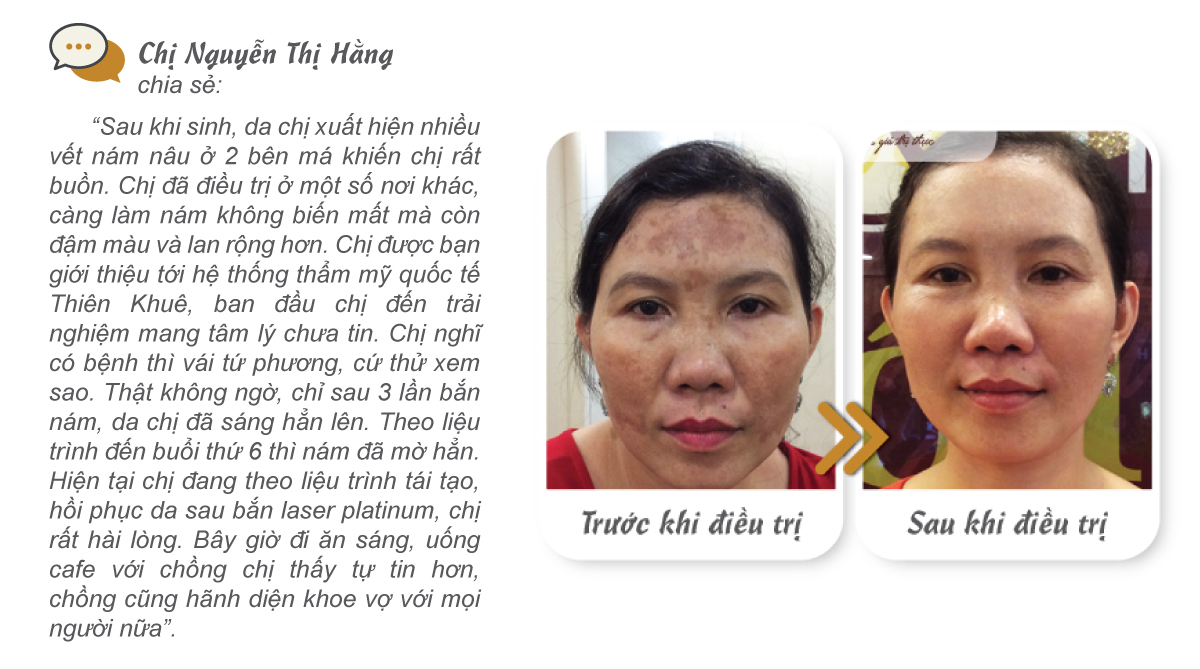 Chị Nguyễn Thị Hằng
chia sẻ:
“Sau khi sinh, da chị xuất hiện nhiều
vết nám nâu ở 2 bên má khiến chị rất
buồn. Chị đã điều trị ở một số nơi khác,
càng làm nám không biến mất mà còn
đậm màu và lan rộng hơn. Chị được bạn
giới thiệu tới hệ thống thẩm mỹ quốc tế
Thiên Khuê, ban đầu chị đến trải
nghiệm mang tâm lý chưa tin. Chị nghĩ
có bệnh thì vái tứ phương, cứ thử xem
sao. Thật không ngờ, chỉ sau 3 lần bắn
nám, da chị đã sáng hẳn lên. Theo liệu
trình đến buổi thứ 6 thì nám đã mờ hẳn.
Hiện tại chị đang theo liệu trình tái tạo,
hồi phục da sau bắn laser platinum, chị
rất hài lòng. Bây giờ đi ăn sáng, uống
cafe với chồng chị thấy tự tin hơn,
chồng cũng hãnh diện khoe vợ với mọi
người nữa”.
giá thị thực
Trước khi điều trị
Sau khi điều trị